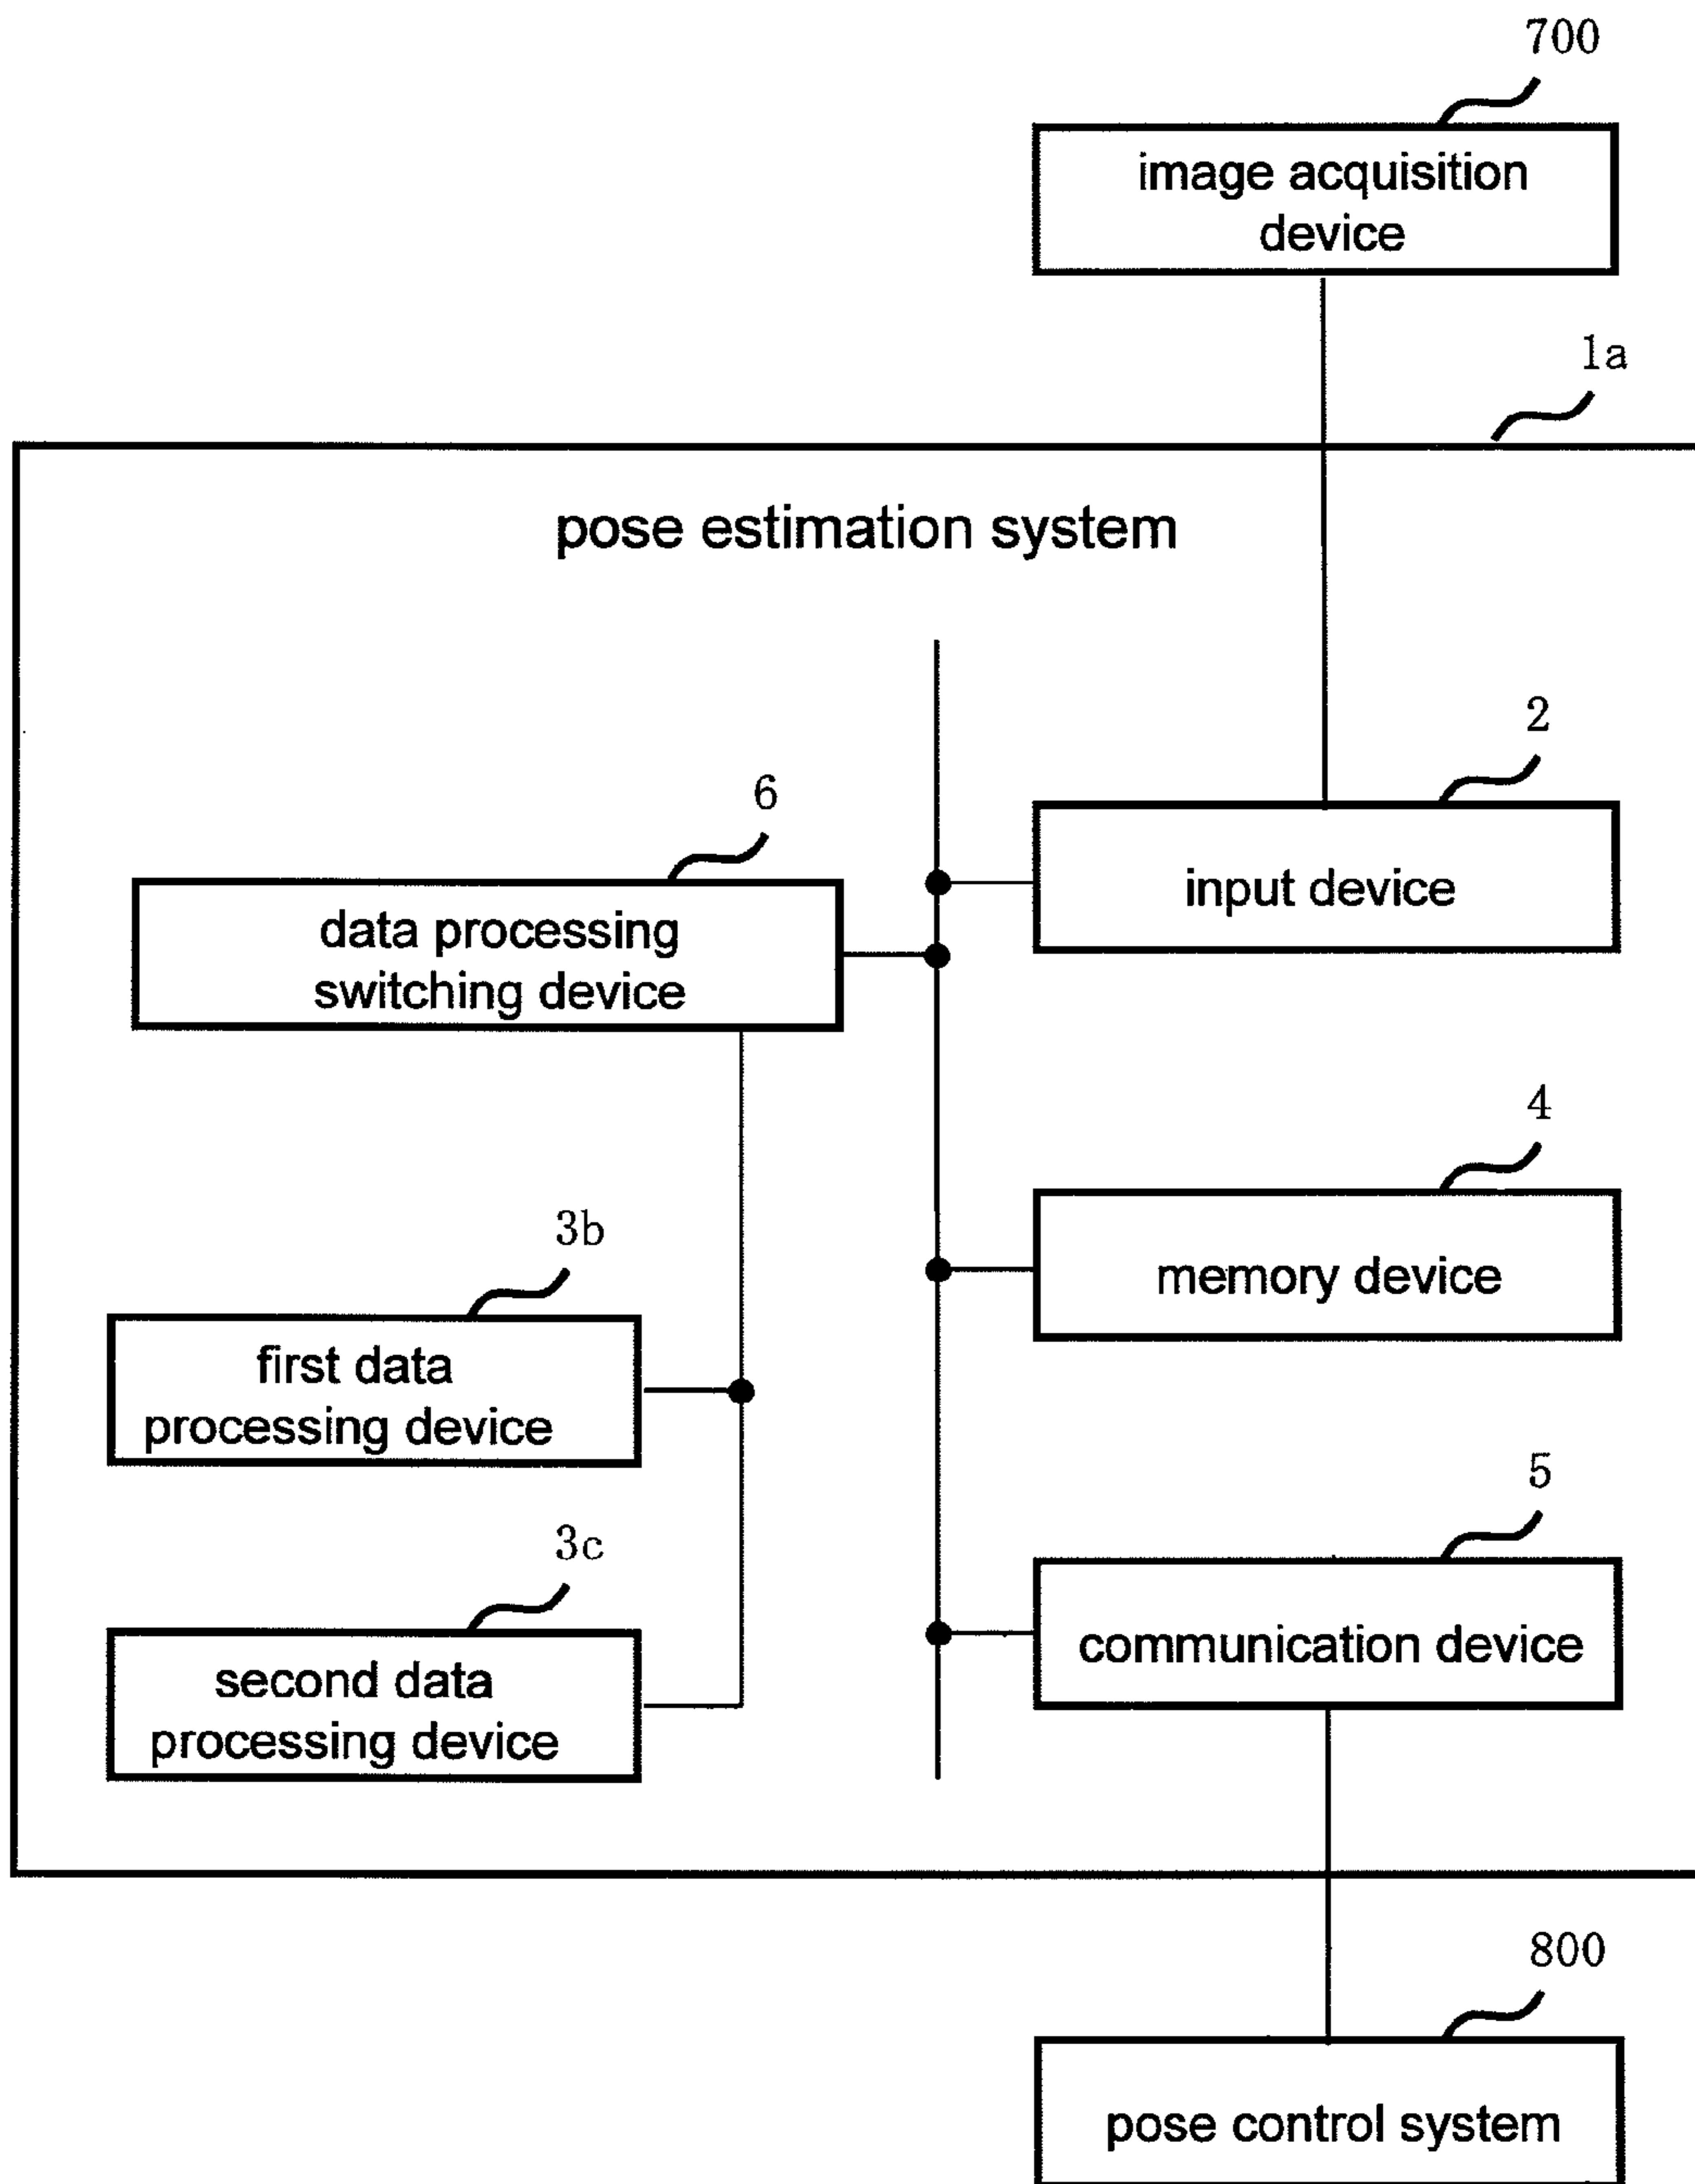 700
image acquisition
device
1a
pose estimation system
2
input device
6
data processing
switching device
4
memory device
3b
first data
processing device
5
communication device
3c
second data
processing device
800
pose control system